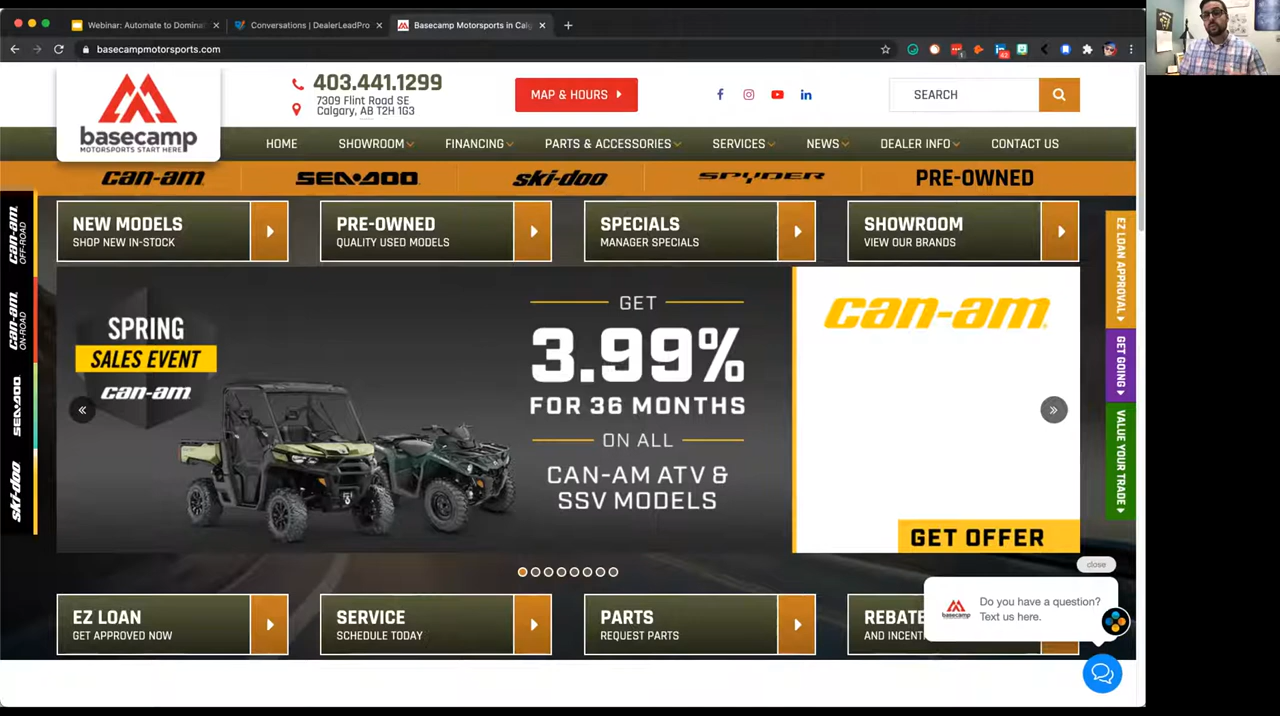 Webinar: Automate to Domina
Conversations | DealerLeadPro
Basecamp Motorsports in Calg
basecampmotorsports.com
basecamp
MOTORSPORTS START HERE
403.441.1299
7309 Flint Road SE
Calgary, AB T2H 1G3
MAP & HOURS
SEARCH
HOME
SHOWROOM
FINANCING
PARTS & ACCESSORIES
SERVICES
NEWS
DEALER INFO
CONTACT US
can-am
SEA-DOO
ski-doo
SPYDER
PRE-OWNED
can-am OFF-ROAD
can-am ON-ROAD
SEA-DOO
ski-doo
NEW MODELS
SHOP NEW IN-STOCK
PRE-OWNED
QUALITY USED MODELS
SPECIALS
MANAGER SPECIALS
SHOWROOM
VIEW OUR BRANDS
SPRING
SALES EVENT
can-am
GET
3.99%
FOR 36 MONTHS
ON ALL
CAN-AM ATV &
SSV MODELS
can-am
GET OFFER
EZ LOAN APPROVAL
GET GOING
VALUE YOUR TRADE
close
EZ LOAN
GET APPROVED NOW
SERVICE
SCHEDULE TODAY
PARTS
REQUEST PARTS
REBATE
AND INCENT
basecamp
Do you have a question?
Text us here.